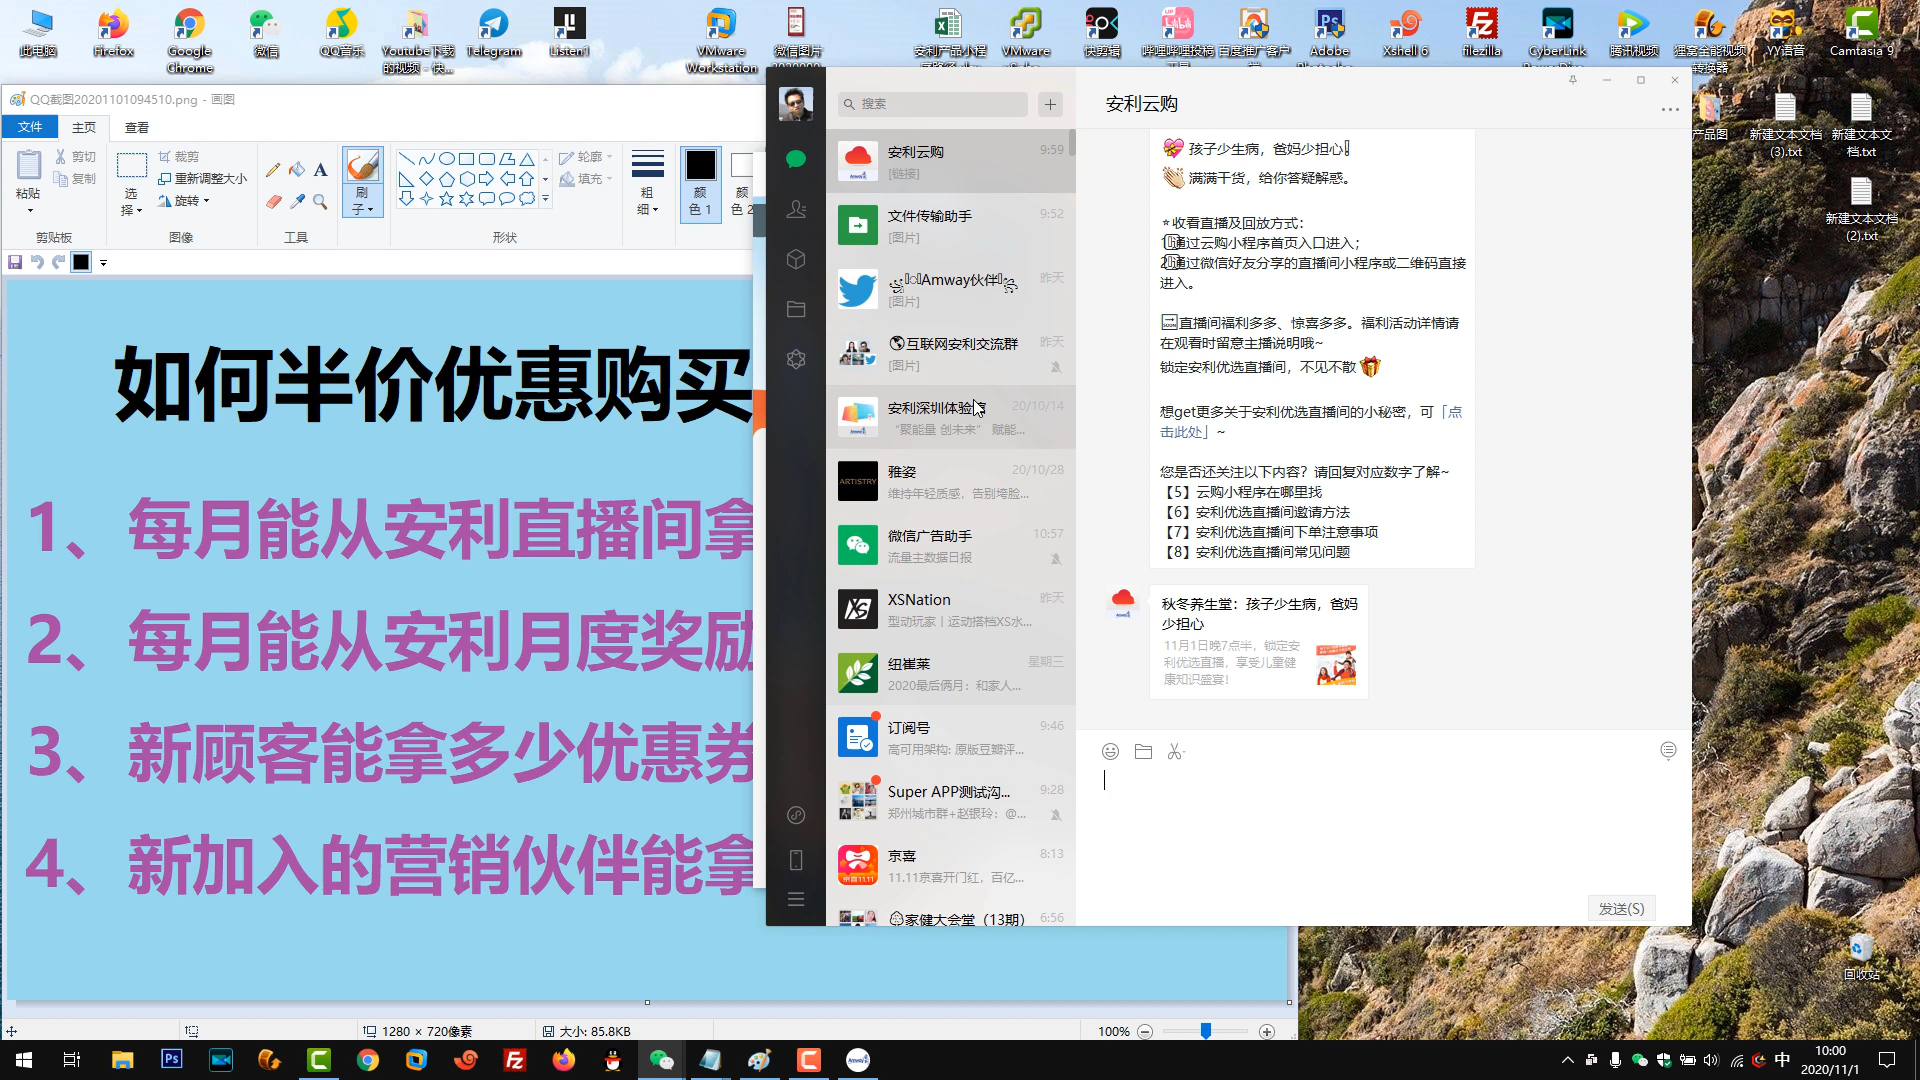 此电脑
Firefox
Google
Chrome
微信
QQ音乐
Youtube下载
的视频 - 快...
Telegram
Listen1
VMware
Workstation
微信图片
安利产品小程
VMware
快剪辑
哔哩哔哩投稿
百度推广客户
Adobe
Xshell 6
filezilla
CyberLink
腾讯视频
狸窝全能视频
转换器
YY语音
Camtasia 9
产品图
新建文本文档
(3).txt
新建文本文
档.txt
新建文本文档
(2).txt
回收站
QQ截图20201101094510.png - 画图
文件
主页
查看
粘贴
剪切
复制
剪贴板
选
择
裁剪
重新调整大小
旋转
图像
工具
刷
子
轮廓
填充
形状
粗
细
颜
色 1
颜
色 2
如何半价优惠购买
1、每月能从安利直播间拿
2、每月能从安利月度奖励
3、新顾客能拿多少优惠券
4、新加入的营销伙伴能拿
1280 × 720像素
大小: 85.8KB
100%
搜索
安利云购
9:59
[链接]
文件传输助手
9:52
[图片]
Amway伙伴
昨天
[图片]
互联网安利交流群
昨天
[图片]
安利深圳体验
20/10/14
“聚能量 创未来” 赋能...
ARTISTRY
雅姿
20/10/28
维持年轻质感，告别垮脸...
微信广告助手
10:57
流量主数据日报
XSNation
昨天
型动玩家丨运动搭档XS水...
纽崔莱
星期三
2020最后俩月：和家人...
订阅号
9:46
高可用架构: 原版豆瓣评...
Super APP测试沟...
9:28
郑州城市群+赵银玲：@...
京喜
8:13
11.11京喜开门红，百亿...
家健大会堂（13期）
6:56
安利云购
孩子少生病，爸妈少担心
满满干货，给你答疑解惑。
⭐收看直播及回放方式：
1通过云购小程序首页入口进入；
2通过微信好友分享的直播间小程序或二维码直接
进入。
直播间福利多多、惊喜多多。福利活动详情请
在观看时留意主播说明哦~
锁定安利优选直播间，不见不散
想get更多关于安利优选直播间的小秘密，可「点
击此处」~
您是否还关注以下内容？请回复对应数字了解~
【5】云购小程序在哪里找
【6】安利优选直播间邀请方法
【7】安利优选直播间下单注意事项
【8】安利优选直播间常见问题
秋冬养生堂：孩子少生病，爸妈
少担心
11月1日晚7点半，锁定安
利优选直播，享受儿童健
康知识盛宴！
发送(S)
中
10:00
2020/11/1